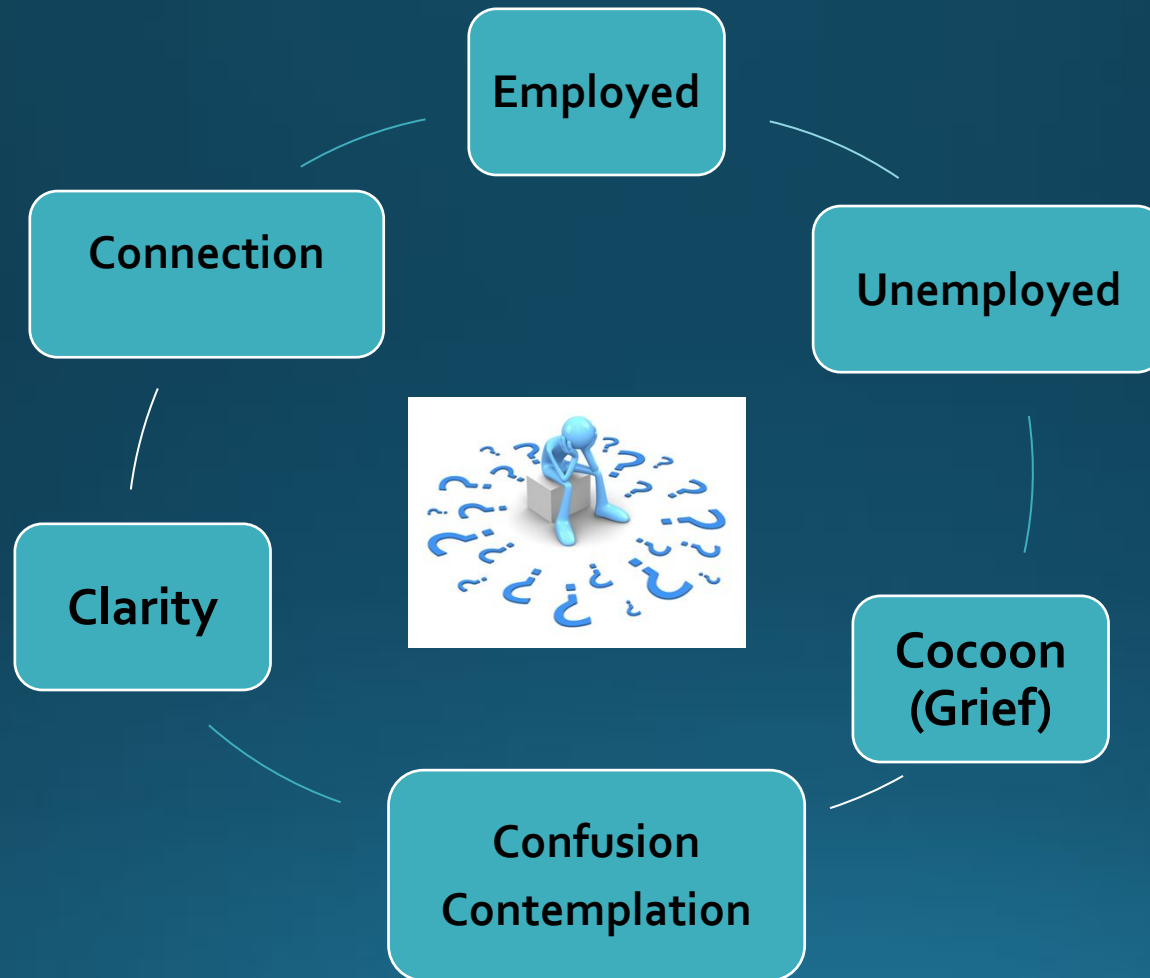 Employed
Unemployed
Cocoon
(Grief)
Confusion
Contemplation
Clarity
Connection